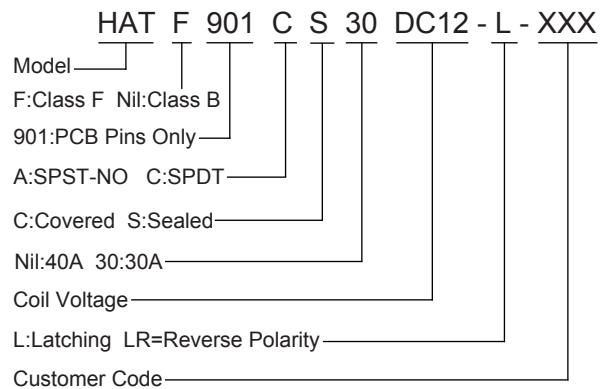 HAT F 901 C S 30 DC12 - L - XXX
Model
F:Class F Nil:Class B
901:PCB Pins Only
A:SPST-NO C:SPDT
C:Covered S:Sealed
Nil:40A 30:30A
Coil Voltage
L:Latching LR=Reverse Polarity
Customer Code